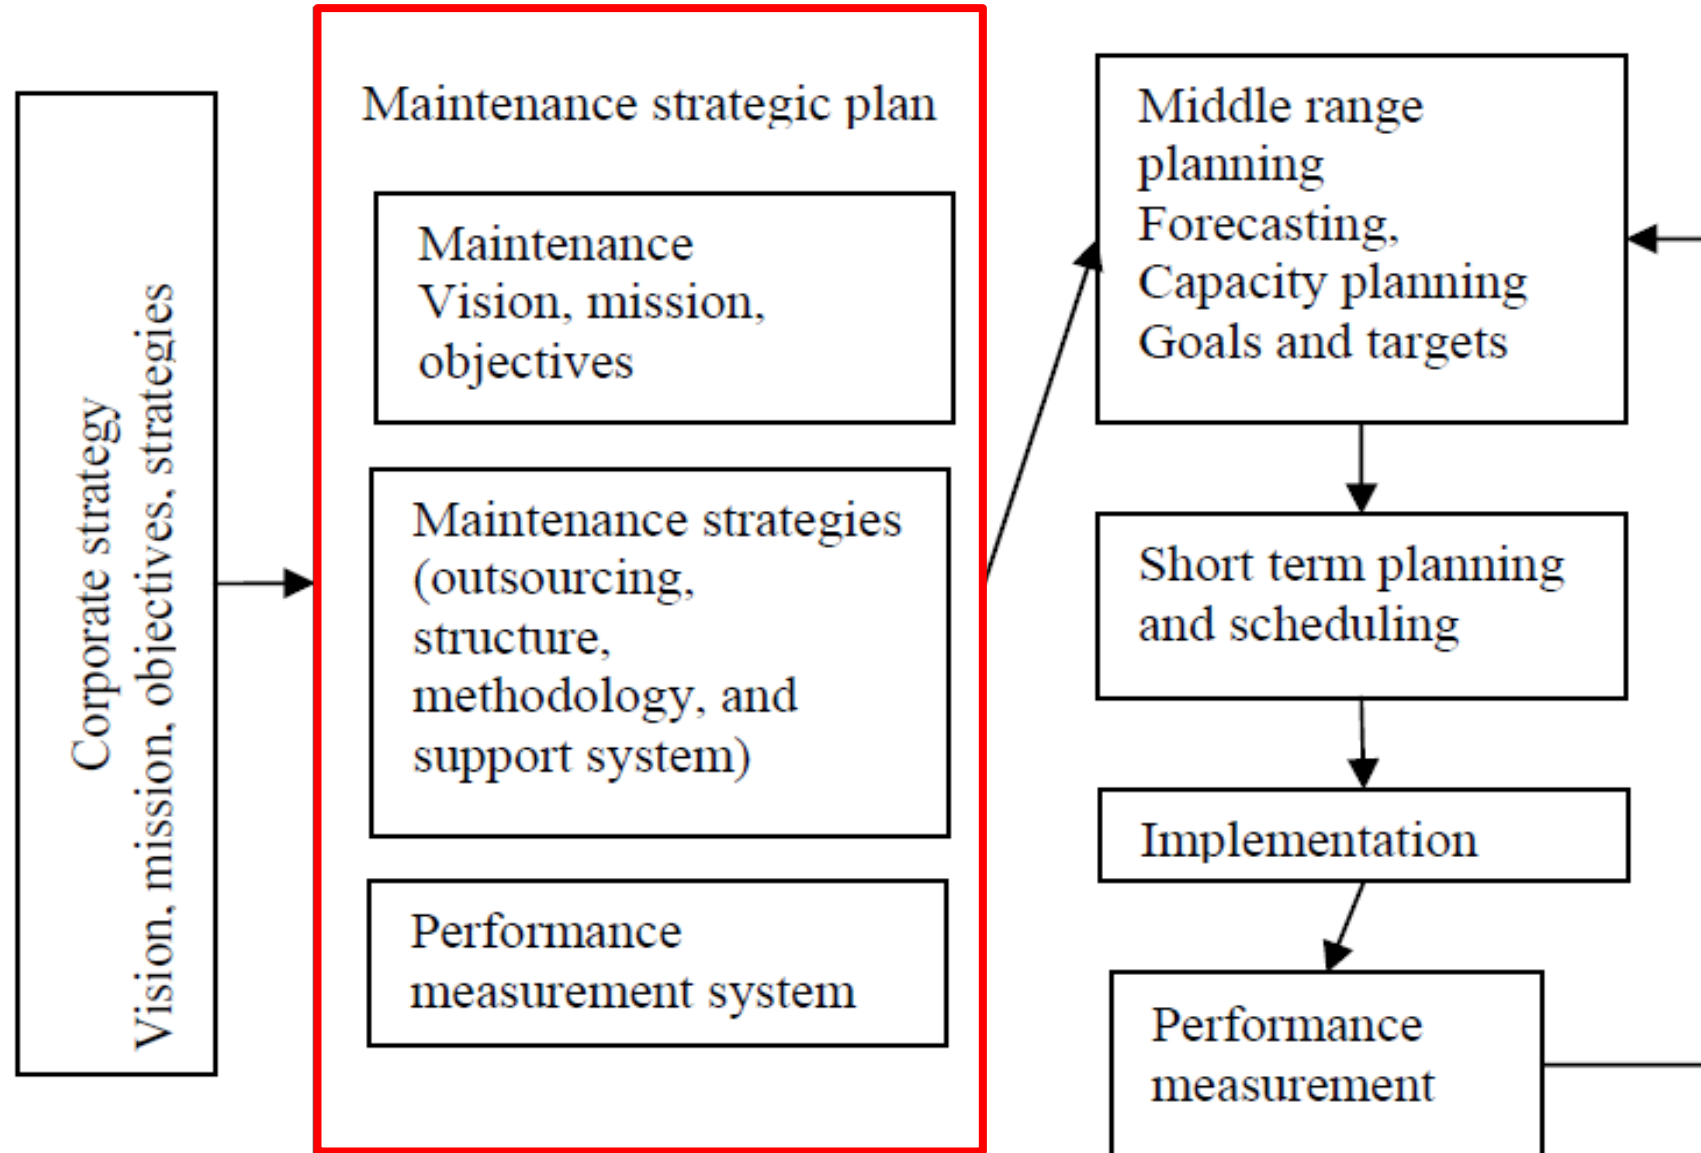 Corporate strategy
Vision, mission, objectives, strategies
Maintenance strategic plan
Maintenance
Vision, mission,
objectives
Maintenance strategies
(outsourcing,
structure,
methodology, and
support system)
Performance
measurement system
Middle range
planning
Forecasting,
Capacity planning
Goals and targets
Short term planning
and scheduling
Implementation
Performance
measurement